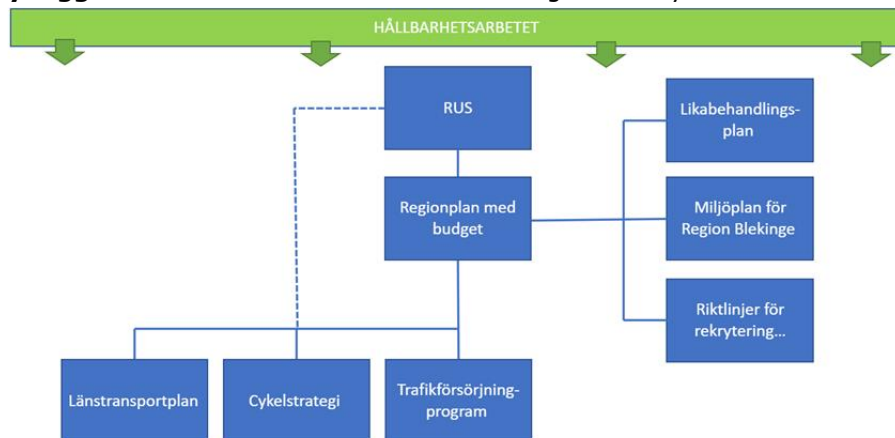 HÅLLBARHETSARBETET
RUS
Likabehandlings-
plan
Regionplan med
budget
Miljöplan för
Region Blekinge
Riktlinjer för
rekrytering...
Länstransportplan
Cykelstrategi
Trafikförsörjning-
program